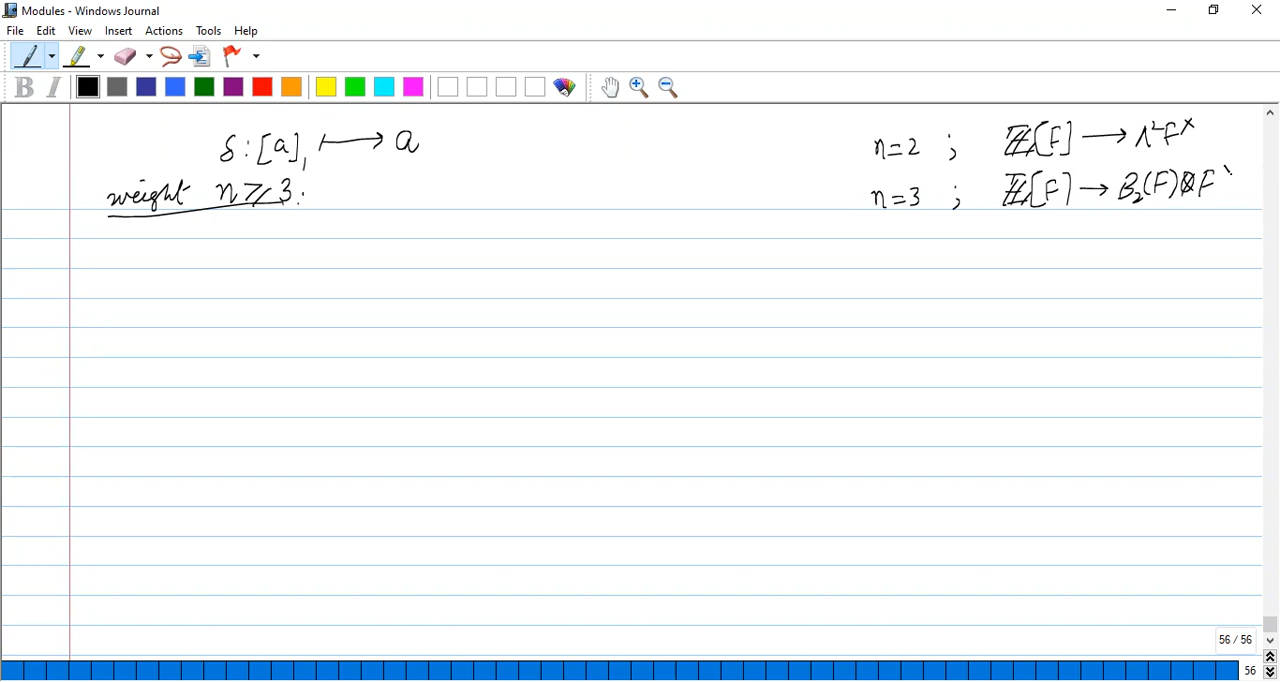 Modules - Windows Journal
File Edit View Insert Actions Tools Help
B I
δ : [a]₁ ⟼ a
n=2 ; ℤ[F] ⟶ Λ²F^×
weight n ≥ 3 :
n=3 ; ℤ[F] → B₂(F)⊗F`
56 / 56
56